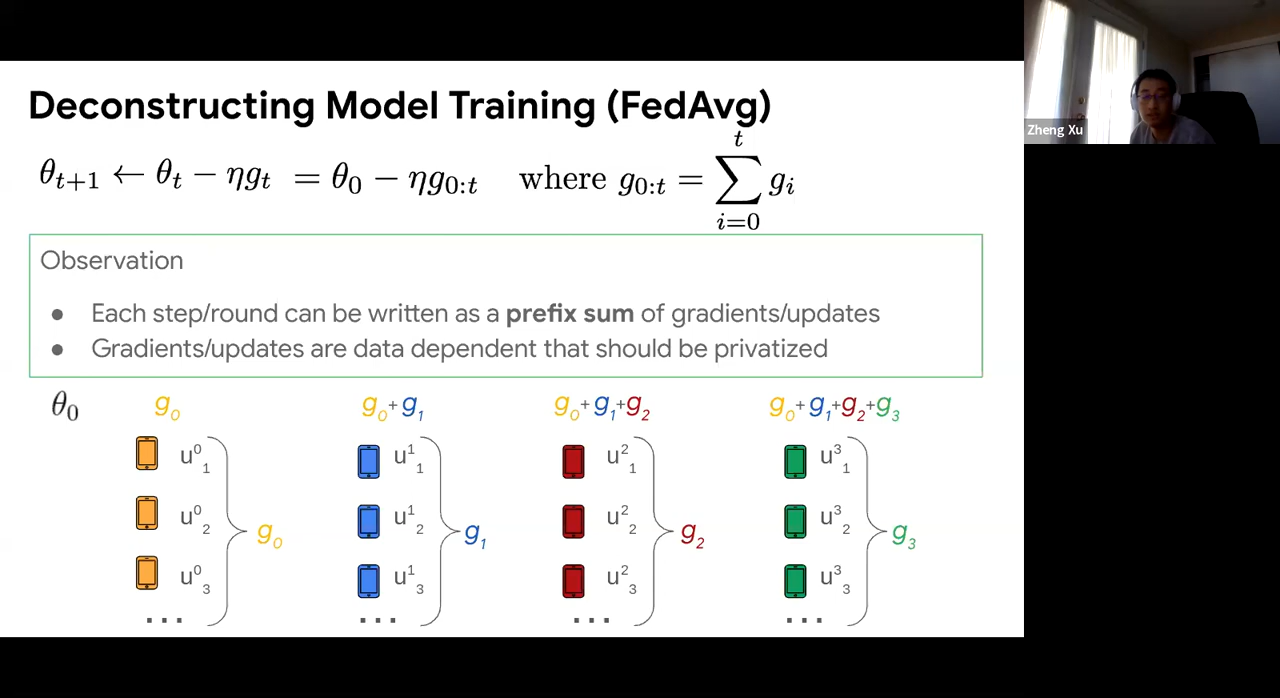 Deconstructing Model Training (FedAvg)
θ_{t+1} ← θ_t − ηg_t = θ_0 − ηg_{0:t} where g_{0:t} = \sum_{i=0}^{t} g_i
Observation
● Each step/round can be written as a prefix sum of gradients/updates
● Gradients/updates are data dependent that should be privatized
θ_0 g_0 g_0+g_1 g_0+g_1+g_2 g_0+g_1+g_2+g_3
u^0_1 u^1_1 u^2_1 u^3_1
u^0_2 u^1_2 u^2_2 u^3_2
g_0 g_1 g_2 g_3
u^0_3 u^1_3 u^2_3 u^3_3
... ... ... ...
Zheng Xu